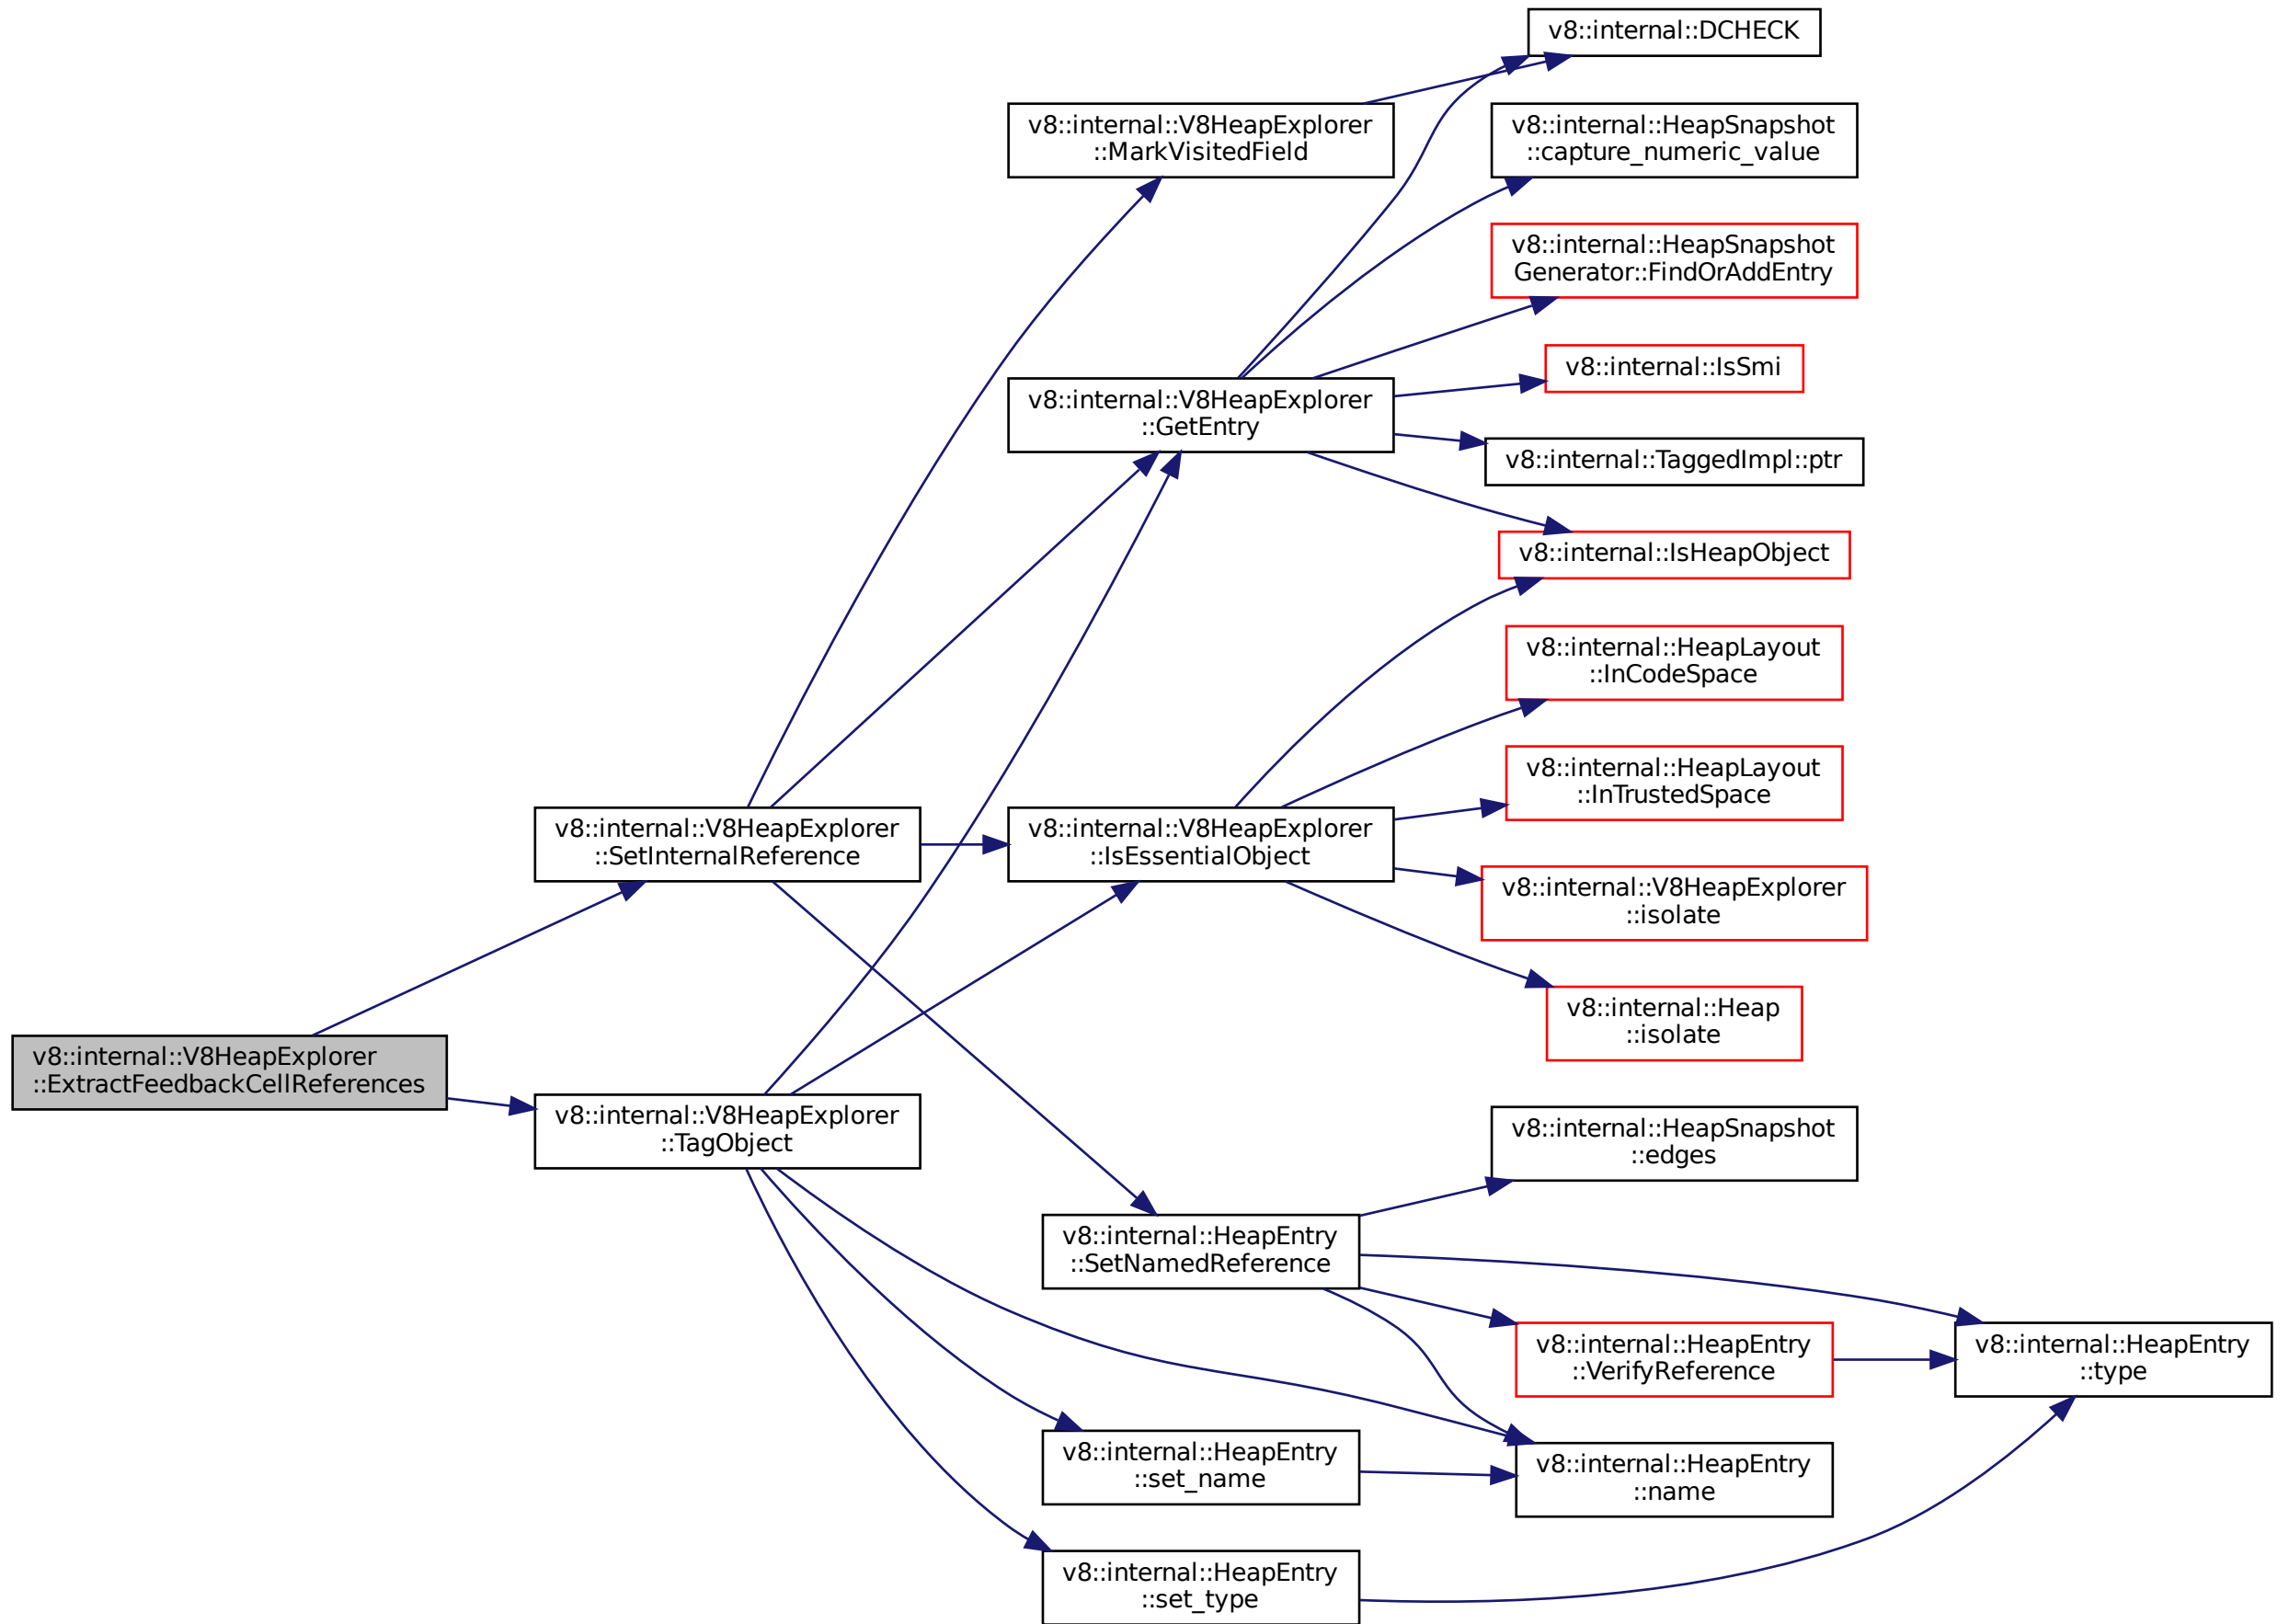 v8::internal::DCHECK
v8::internal::V8HeapExplorer
::MarkVisitedField
v8::internal::HeapSnapshot
::capture_numeric_value
v8::internal::HeapSnapshot
Generator::FindOrAddEntry
v8::internal::IsSmi
v8::internal::V8HeapExplorer
::GetEntry
v8::internal::TaggedImpl::ptr
v8::internal::IsHeapObject
v8::internal::HeapLayout
::InCodeSpace
v8::internal::HeapLayout
::InTrustedSpace
v8::internal::V8HeapExplorer
::SetInternalReference
v8::internal::V8HeapExplorer
::IsEssentialObject
v8::internal::V8HeapExplorer
::isolate
v8::internal::Heap
::isolate
v8::internal::V8HeapExplorer
::ExtractFeedbackCellReferences
v8::internal::V8HeapExplorer
::TagObject
v8::internal::HeapSnapshot
::edges
v8::internal::HeapEntry
::SetNamedReference
v8::internal::HeapEntry
::VerifyReference
v8::internal::HeapEntry
::type
v8::internal::HeapEntry
::set_name
v8::internal::HeapEntry
::name
v8::internal::HeapEntry
::set_type